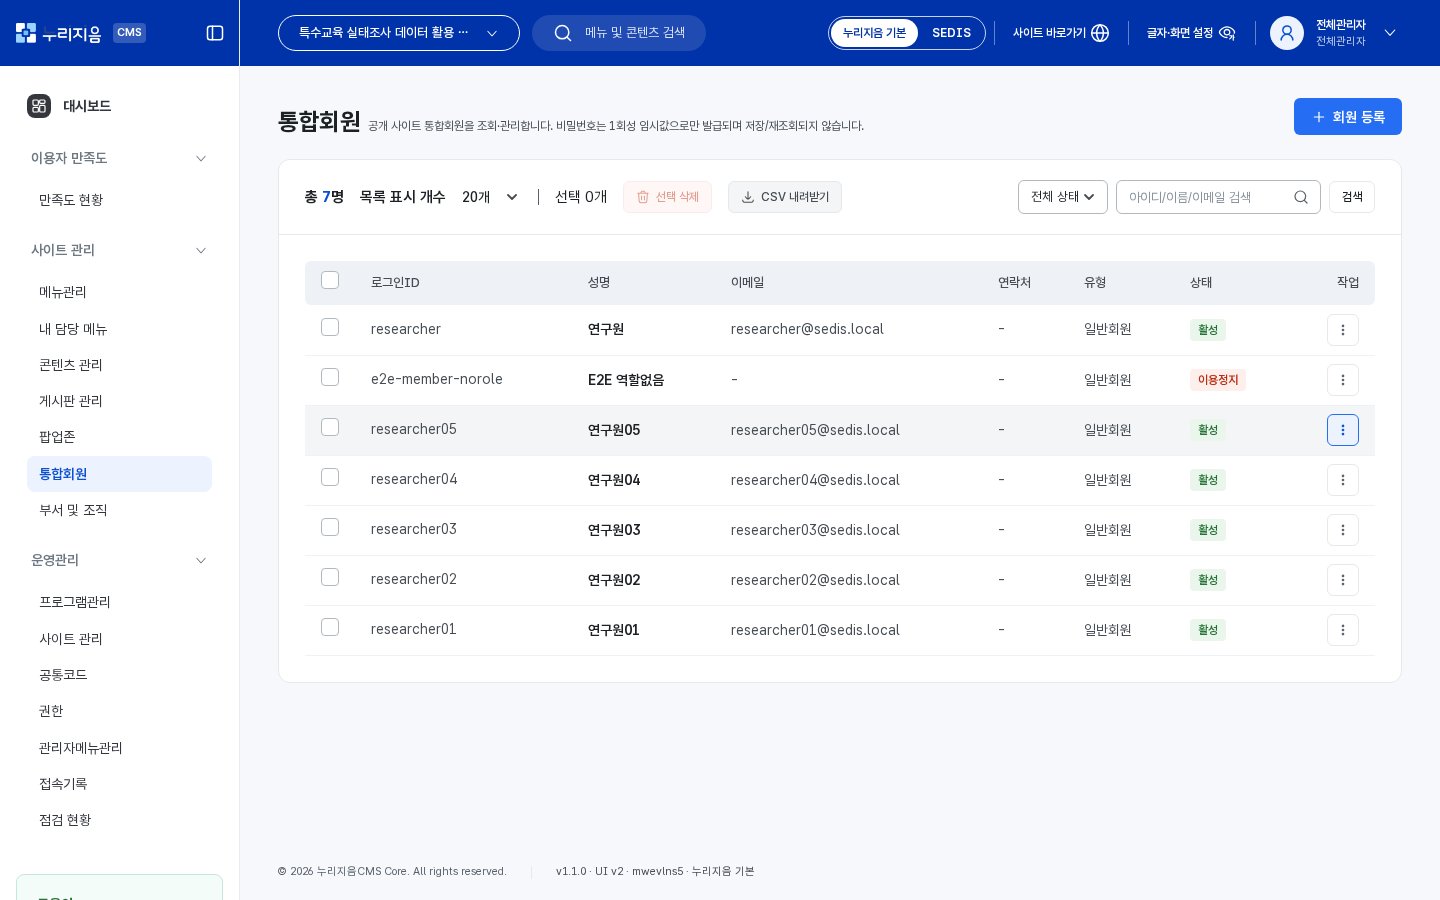 누리지음 CMS
특수교육 실태조사 데이터 활용 ···
메뉴 및 콘텐츠 검색
누리지음 기본 SEDIS
사이트 바로가기
글자·화면 설정
전체관리자
전체관리자
대시보드
이용자 만족도
만족도 현황
사이트 관리
메뉴관리
내 담당 메뉴
콘텐츠 관리
게시판 관리
팝업존
통합회원
부서 및 조직
운영관리
프로그램관리
사이트 관리
공통코드
권한
관리자메뉴관리
접속기록
점검 현황
통합회원 공개 사이트 통합회원을 조회·관리합니다. 비밀번호는 1회성 임시값으로만 발급되며 저장/재조회되지 않습니다.
회원 등록
총 7명 목록 표시 개수 20개 선택 0개 선택 삭제 CSV 내려받기 전체 상태 아이디/이름/이메일 검색 검색
로그인ID 성명 이메일 연락처 유형 상태 작업
researcher 연구원 researcher@sedis.local - 일반회원 활성
e2e-member-norole E2E 역할없음 - - 일반회원 이용정지
researcher05 연구원05 researcher05@sedis.local - 일반회원 활성
researcher04 연구원04 researcher04@sedis.local - 일반회원 활성
researcher03 연구원03 researcher03@sedis.local - 일반회원 활성
researcher02 연구원02 researcher02@sedis.local - 일반회원 활성
researcher01 연구원01 researcher01@sedis.local - 일반회원 활성
© 2026 누리지음CMS Core. All rights reserved. v1.1.0 · UI v2 · mwevlns5 · 누리지음 기본